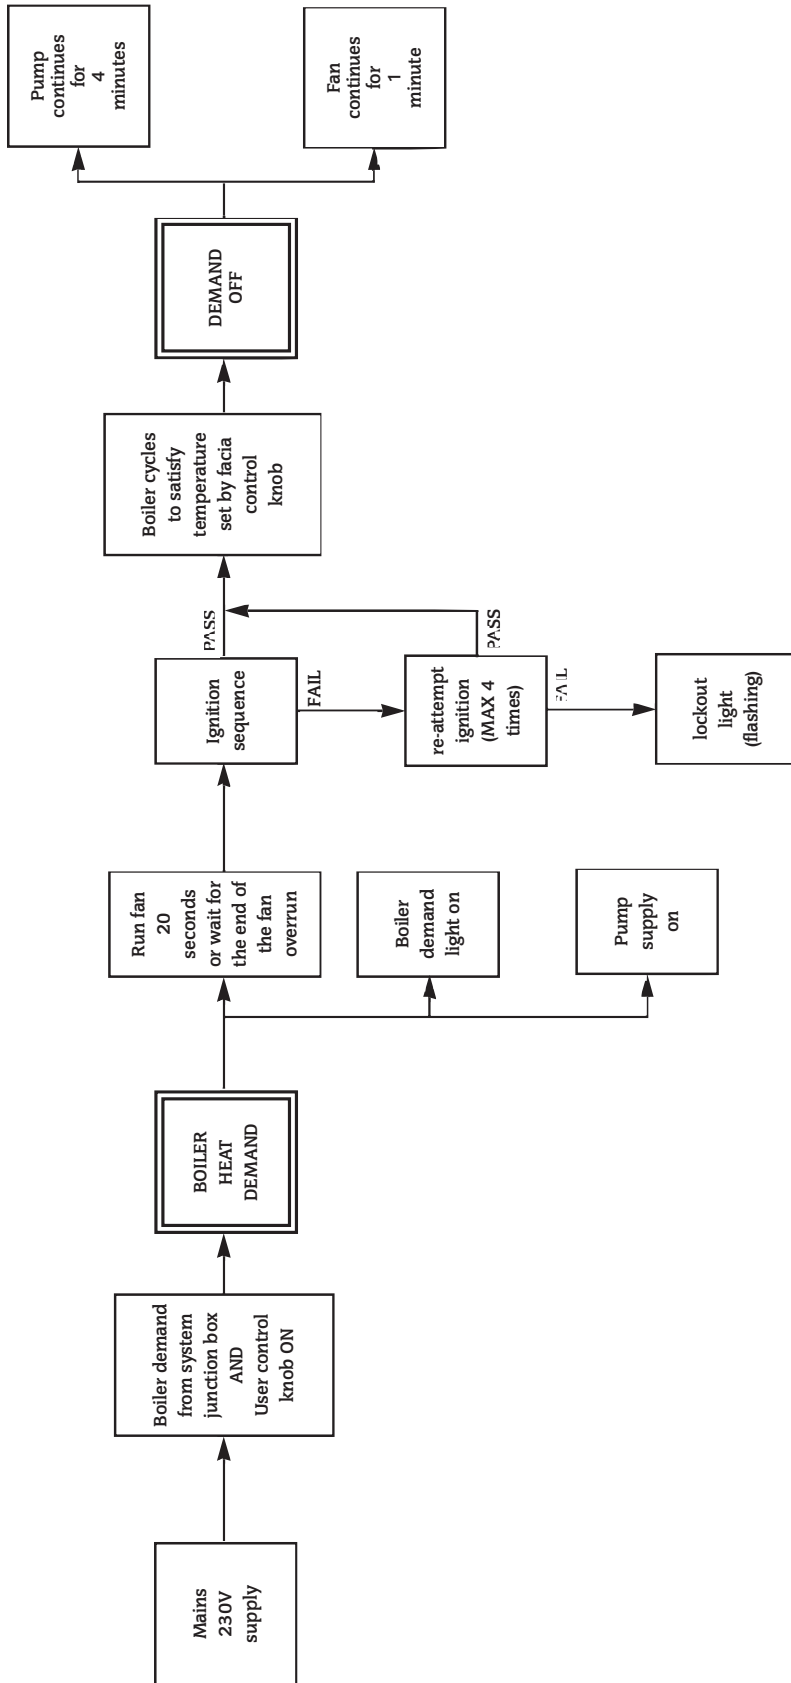 Mains
230V
supply
Boiler demand
from system
junction box
AND
User control
knob ON
BOILER
HEAT
DEMAND
Run fan
20
seconds
or wait for
the end of
the fan
overrun
Boiler
demand
light on
Pump
supply
on
Ignition
sequence
PASS
FAIL
re-attempt
ignition
(MAX 4
times)
PASS
FAIL
lockout
light
(flashing)
Boiler cycles
to satisfy
temperature
set by facia
control
knob
DEMAND
OFF
Pump
continues
for
4
minutes
Fan
continues
for
1
minute